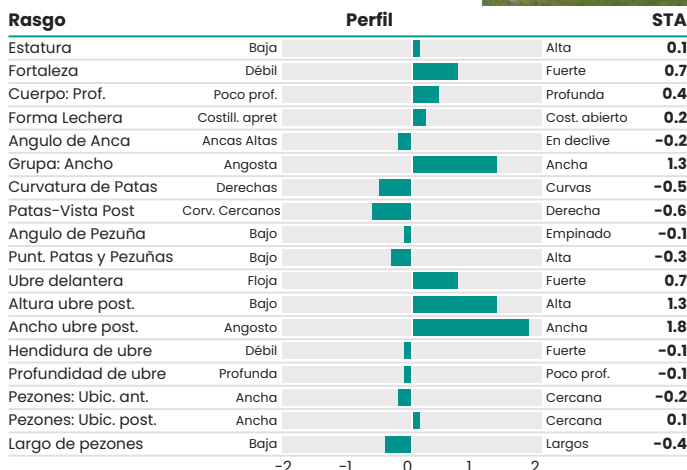 Rasgo Perfil STA
Estatura Baja Alta 0.1
Fortaleza Débil Fuerte 0.7
Cuerpo: Prof. Poco prof. Profunda 0.4
Forma Lechera Costill. apret Cost. abierto 0.2
Angulo de Anca Ancas Altas En declive -0.2
Grupa: Ancho Angosta Ancha 1.3
Curvatura de Patas Derechas Curvas -0.5
Patas-Vista Post Corv. Cercanos Derecha -0.6
Angulo de Pezuña Bajo Empinado -0.1
Punt. Patas y Pezuñas Bajo Alta -0.3
Ubre delantera Floja Fuerte 0.7
Altura ubre post. Bajo Alta 1.3
Ancho ubre post. Angosto Ancha 1.8
Hendidura de ubre Débil Fuerte -0.1
Profundidad de ubre Profunda Poco prof. -0.1
Pezones: Ubic. ant. Ancha Cercana -0.2
Pezones: Ubic. post. Ancha Cercana 0.1
Largo de pezones Baja Largos -0.4
-2 -1 0 1 2